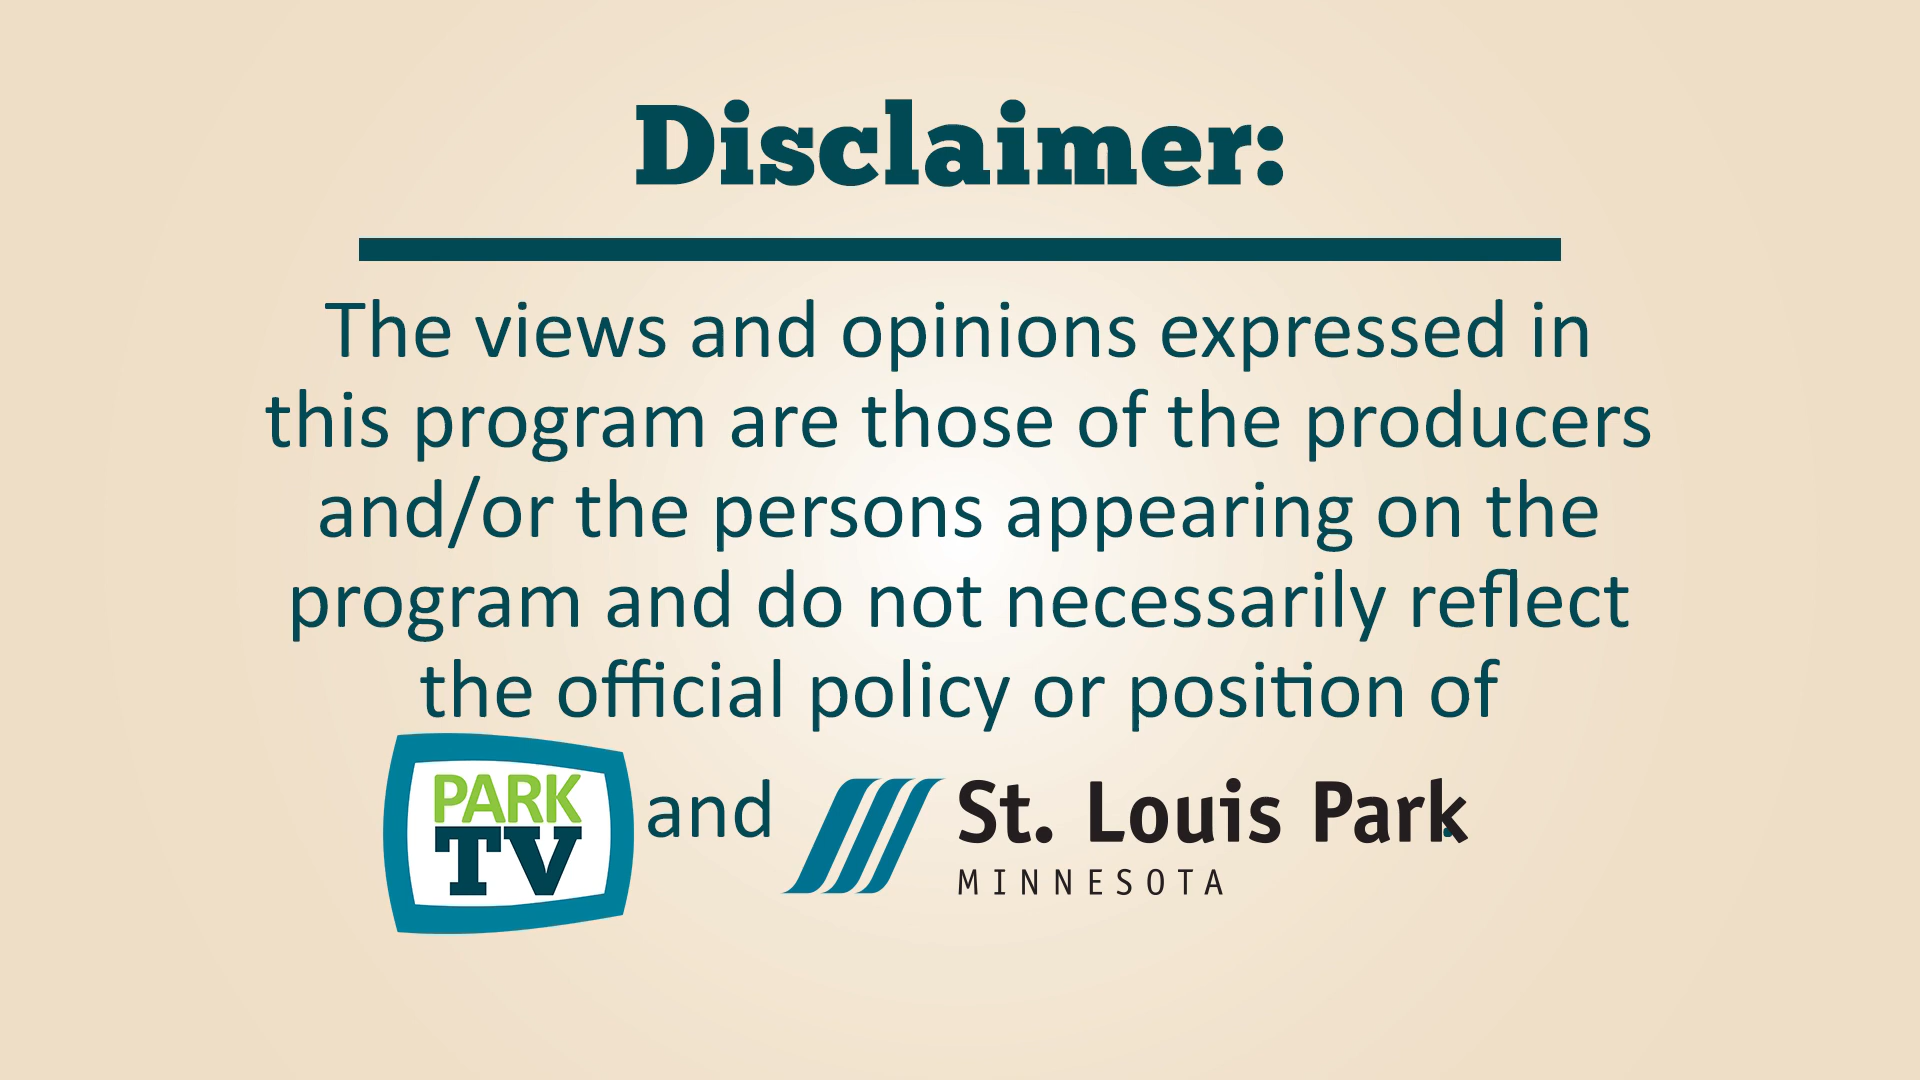 Disclaimer:
The views and opinions expressed in
this program are those of the producers
and/or the persons appearing on the
program and do not necessarily reflect
the official policy or position of
PARK
TV
and
St. Louis Park.
MINNESOTA